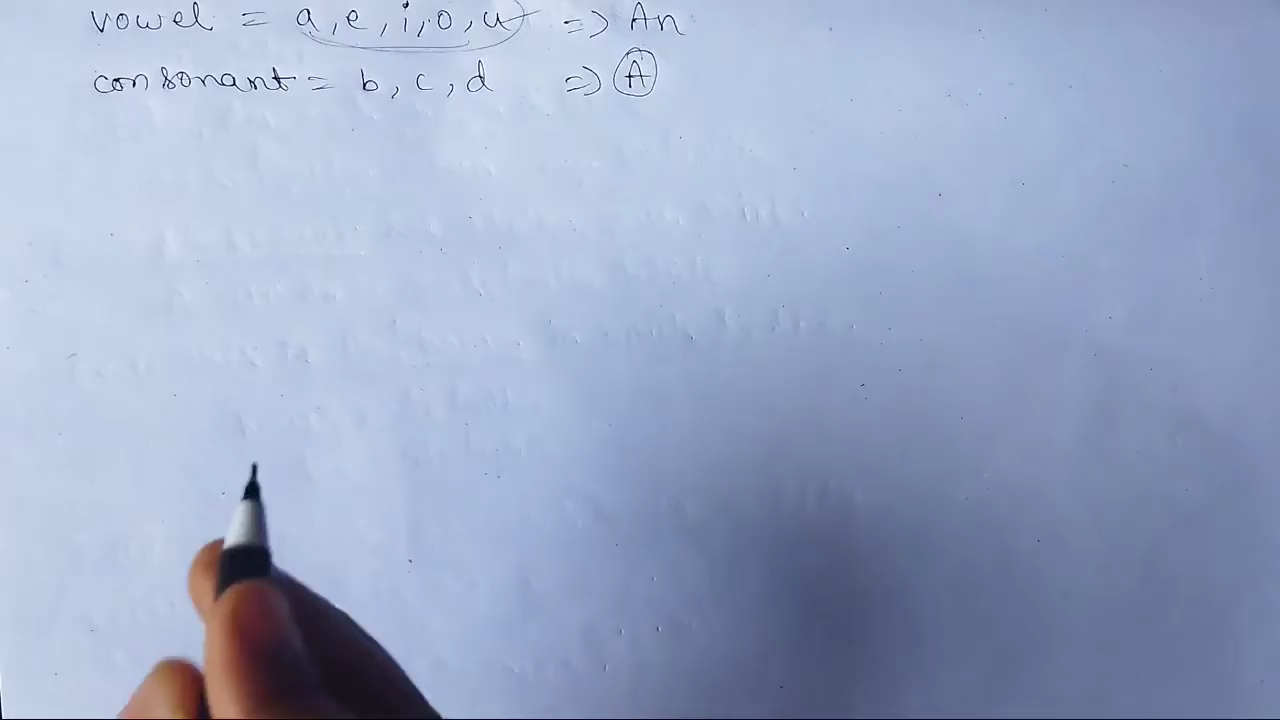 vowel = a, e, i, o, u => An
consonant = b, c, d => A